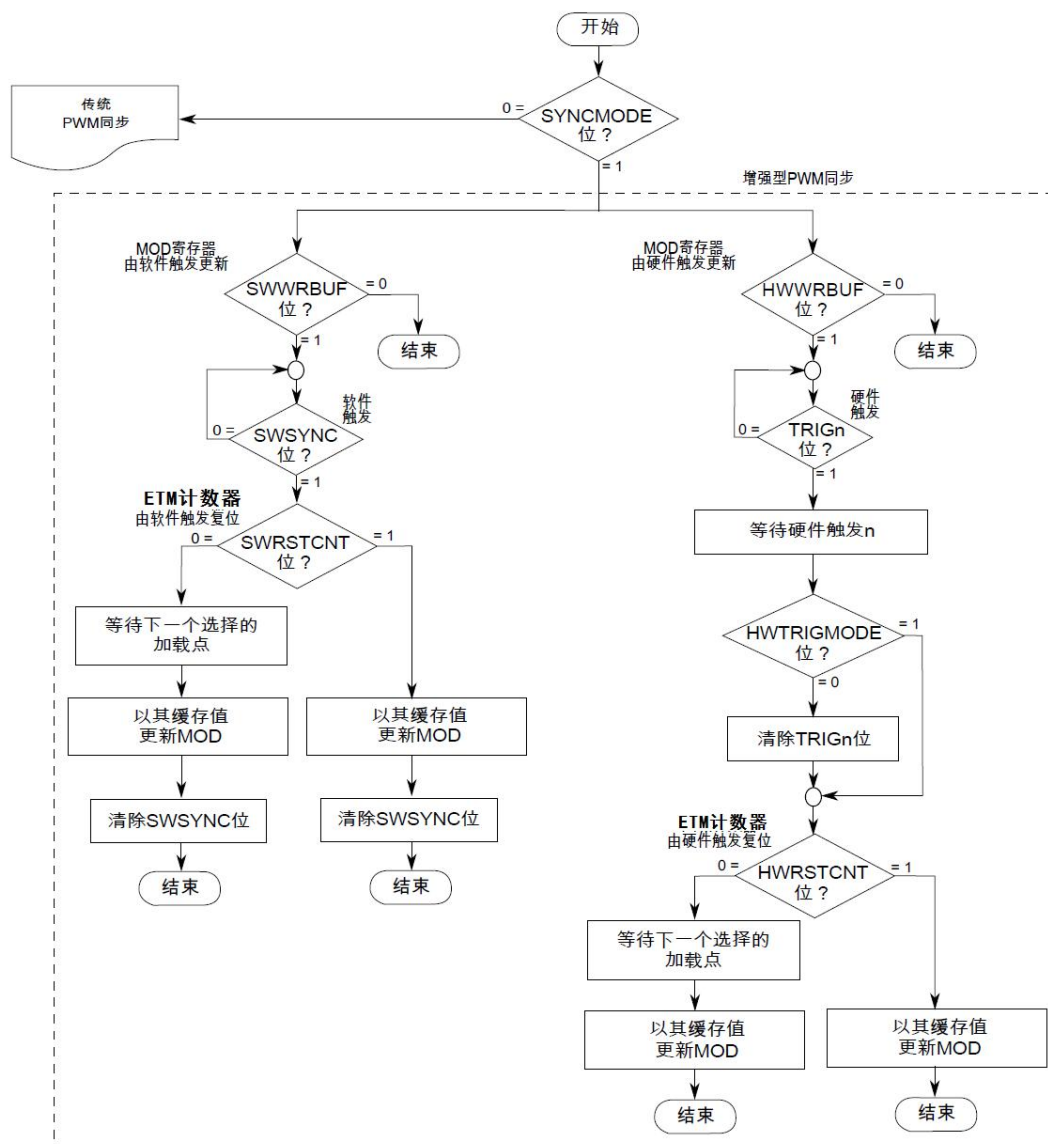 开始
SYNCMODE
位？
0 =
= 1
传统
PWM同步
增强型PWM同步
MOD寄存器
由软件触发更新
SWWRBUF
位？
= 0
结束
= 1
软件
触发
SWSYNC
位？
0 =
= 1
ETM计数器
由软件触发复位
SWRSTCNT
位？
0 =
= 1
等待下一个选择的
加载点
以其缓存值
更新MOD
清除SWSYNC位
结束
以其缓存值
更新MOD
清除SWSYNC位
结束
MOD寄存器
由硬件触发更新
HWWRBUF
位？
= 0
结束
= 1
硬件
触发
TRIGn
位？
0 =
= 1
等待硬件触发n
HWTRIGMODE
位？
= 1
= 0
清除TRIGn位
ETM计数器
由硬件触发复位
HWRSTCNT
位？
0 =
= 1
等待下一个选择的
加载点
以其缓存值
更新MOD
结束
以其缓存值
更新MOD
结束